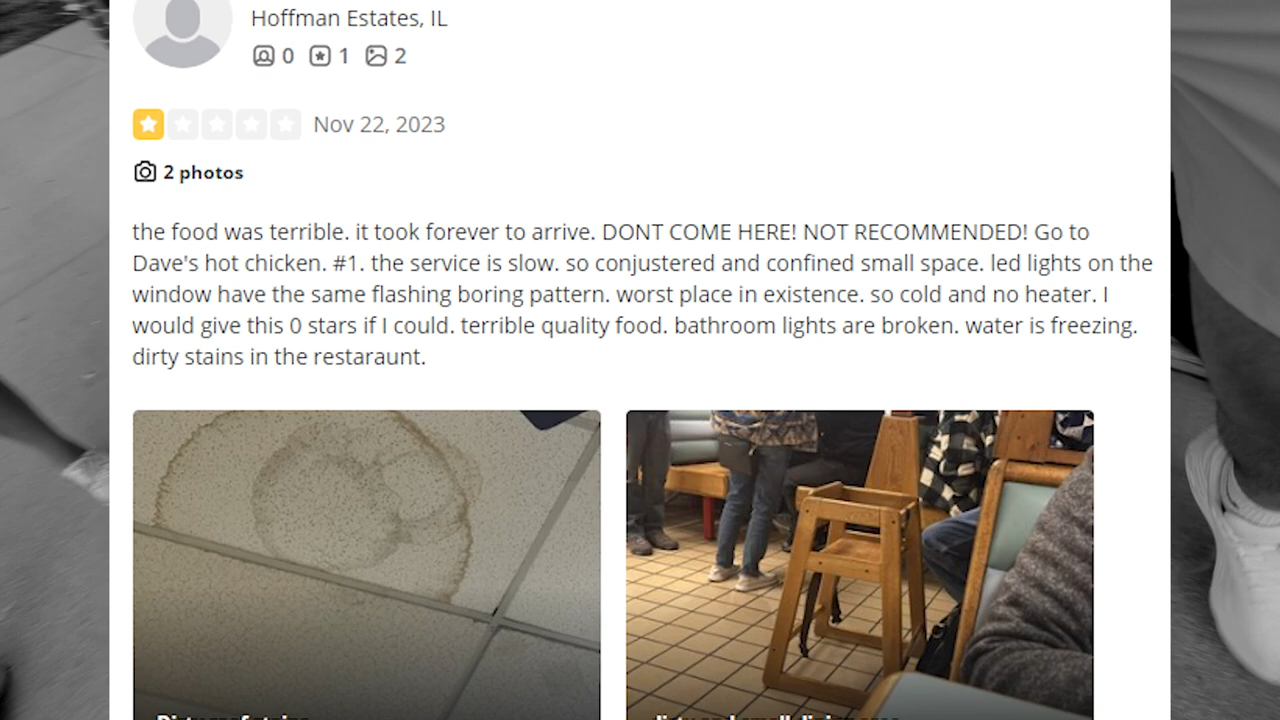 Hoffman Estates, IL
0 1 2
Nov 22, 2023
2 photos
the food was terrible. it took forever to arrive. DONT COME HERE! NOT RECOMMENDED! Go to
Dave's hot chicken. #1. the service is slow. so conjustered and confined small space. led lights on the
window have the same flashing boring pattern. worst place in existence. so cold and no heater. I
would give this 0 stars if I could. terrible quality food. bathroom lights are broken. water is freezing.
dirty stains in the restaraunt.